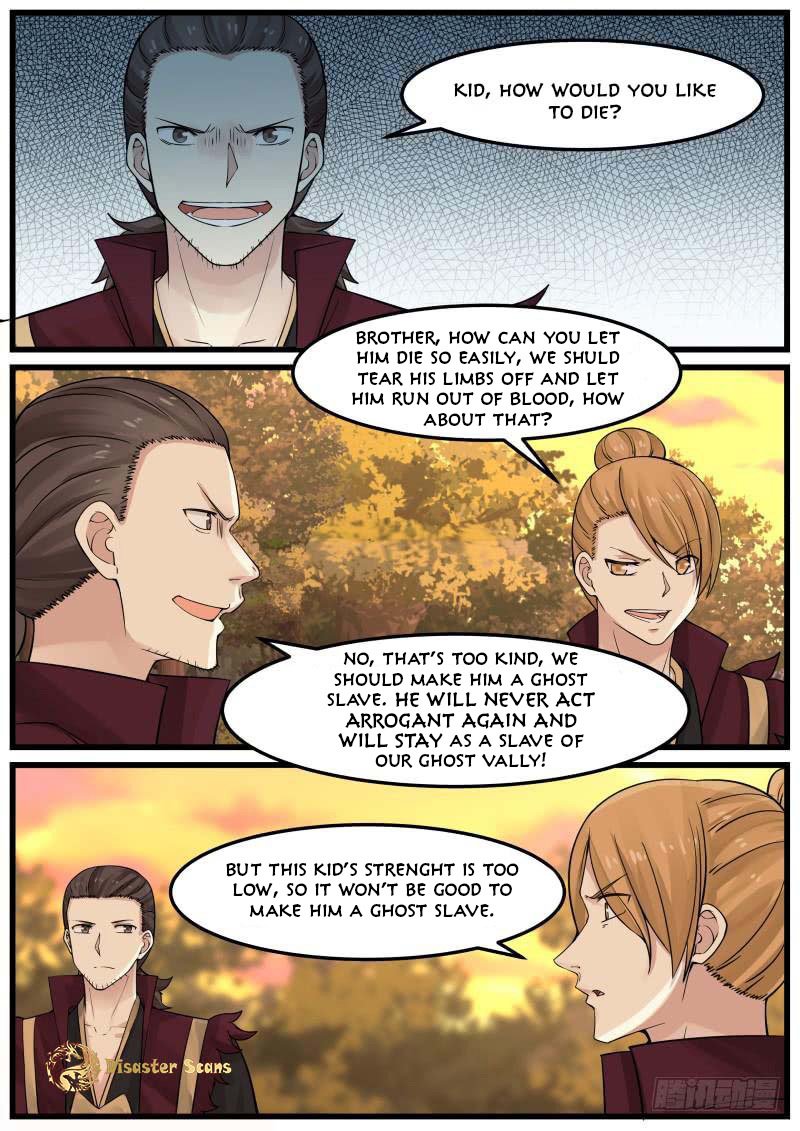 KID, HOW WOULD YOU LIKE
TO DIE?
BROTHER, HOW CAN YOU LET
HIM DIE SO EASILY, WE SHULD
TEAR HIS LIMBS OFF AND LET
HIM RUN OUT OF BLOOD, HOW
ABOUT THAT?
NO, THAT'S TOO KIND, WE
SHOULD MAKE HIM A GHOST
SLAVE. HE WILL NEVER ACT
ARROGANT AGAIN AND
WILL STAY AS A SLAVE OF
OUR GHOST VALLY!
BUT THIS KID'S STRENGHT IS TOO
LOW, SO IT WON'T BE GOOD TO
MAKE HIM A GHOST SLAVE.
Disaster Scans
腾讯动漫